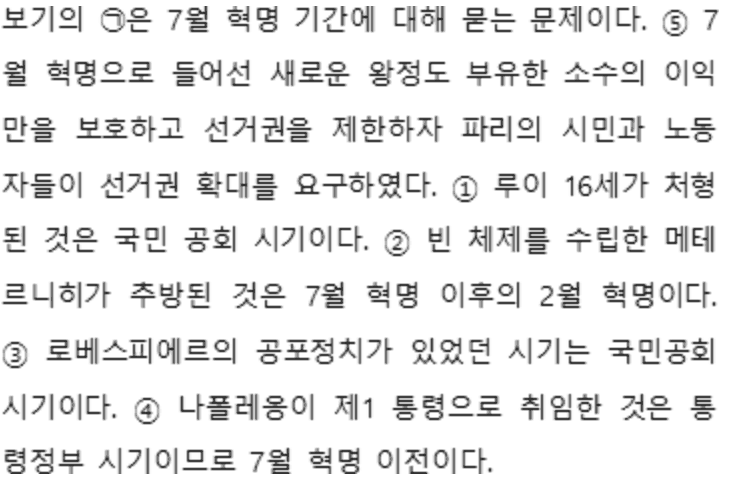 보기의 ㉠은 7월 혁명 기간에 대해 묻는 문제이다. ⑤ 7
월 혁명으로 들어선 새로운 왕정도 부유한 소수의 이익
만을 보호하고 선거권을 제한하자 파리의 시민과 노동
자들이 선거권 확대를 요구하였다. ① 루이 16세가 처형
된 것은 국민 공회 시기이다. ② 빈 체제를 수립한 메테
르니히가 추방된 것은 7월 혁명 이후의 2월 혁명이다.
③ 로베스피에르의 공포정치가 있었던 시기는 국민공회
시기이다. ④ 나폴레옹이 제1 통령으로 취임한 것은 통
령정부 시기이므로 7월 혁명 이전이다.